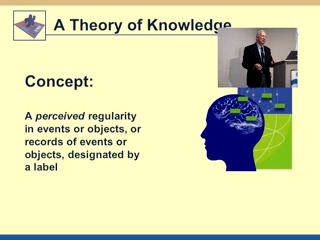 A Theory of Knowledge
Concept:
A perceived regularity
in events or objects, or
records of events or
objects, designated by
a label